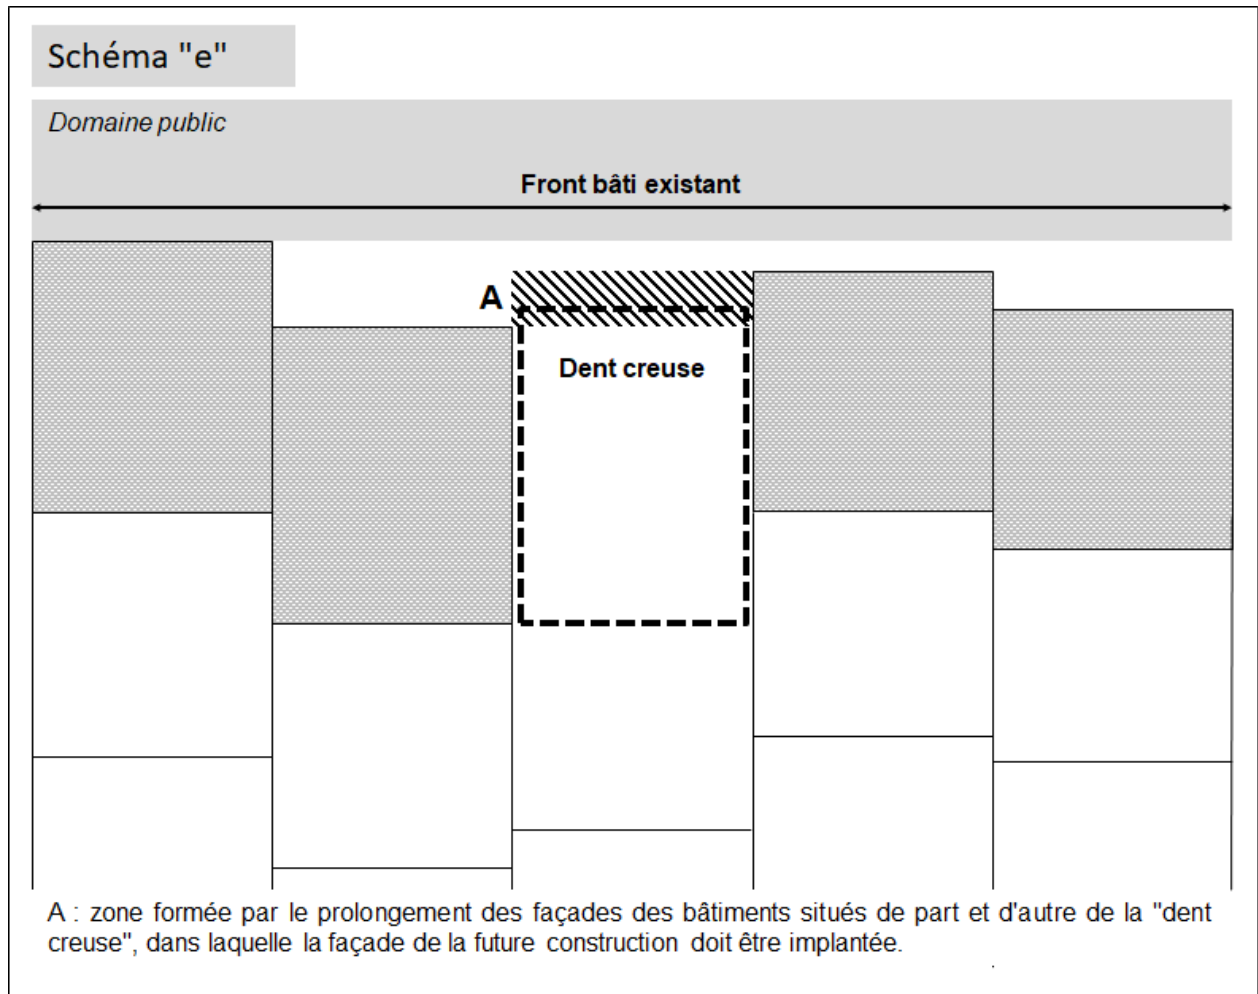 Schéma "e"
Domaine public
Front bâti existant
A
Dent creuse
A : zone formée par le prolongement des façades des bâtiments situés de part et d'autre de la "dent
creuse", dans laquelle la façade de la future construction doit être implantée.